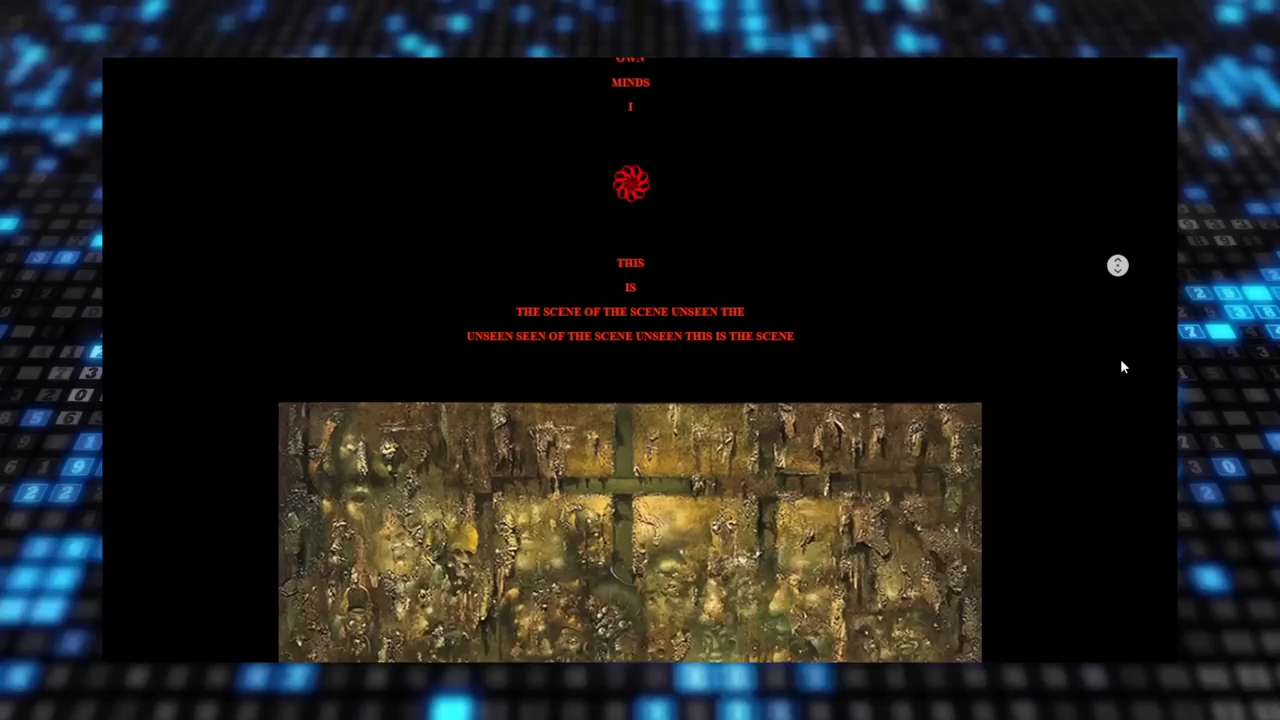 OWN
MINDS
I
THIS
IS
THE SCENE OF THE SCENE UNSEEN THE
UNSEEN SEEN OF THE SCENE UNSEEN THIS IS THE SCENE